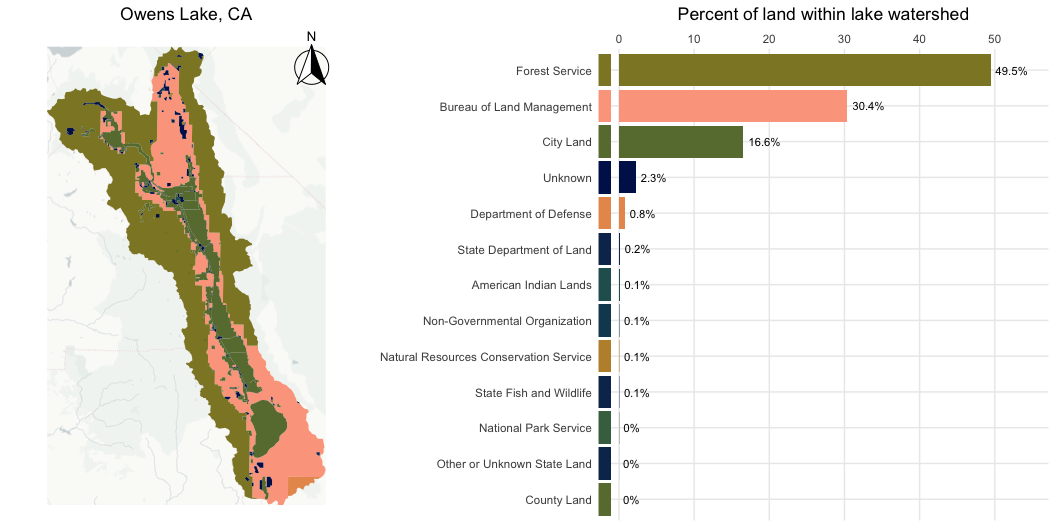 Owens Lake, CA
N
Percent of land within lake watershed
0 10 20 30 40 50
Forest Service 49.5%
Bureau of Land Management 30.4%
City Land 16.6%
Unknown 2.3%
Department of Defense 0.8%
State Department of Land 0.2%
American Indian Lands 0.1%
Non-Governmental Organization 0.1%
Natural Resources Conservation Service 0.1%
State Fish and Wildlife 0.1%
National Park Service 0%
Other or Unknown State Land 0%
County Land 0%